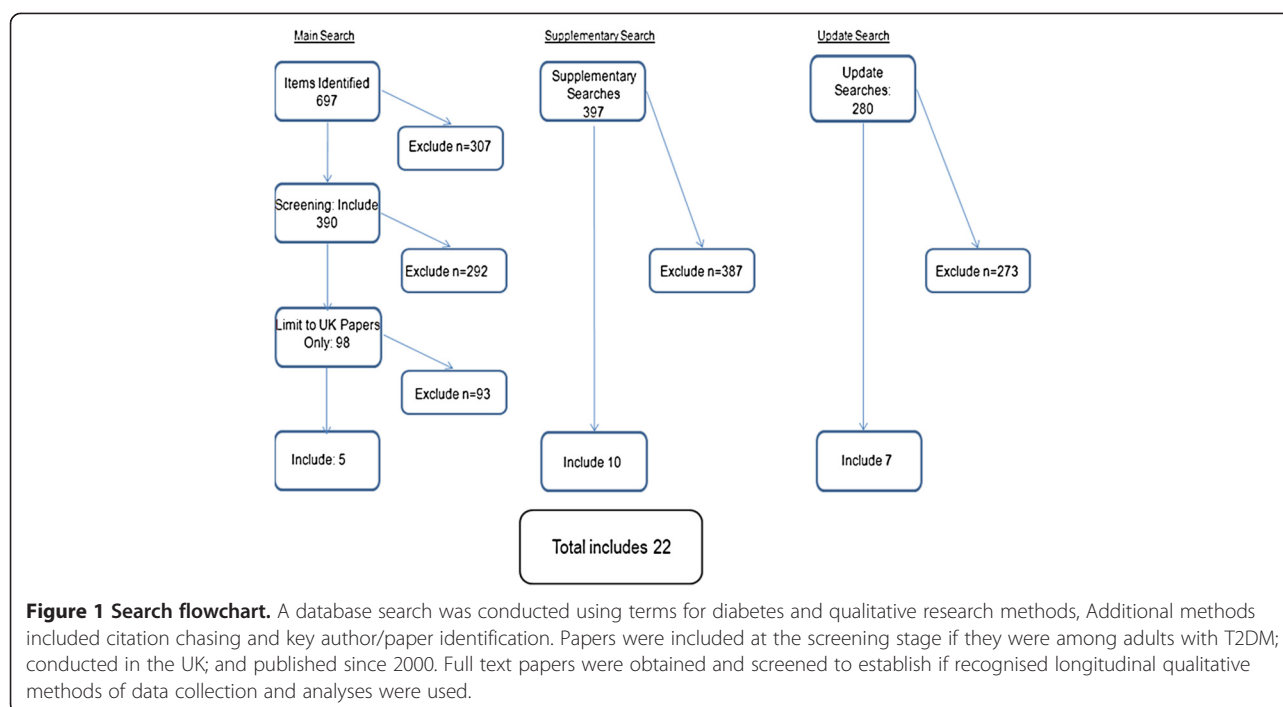 Main Search
Supplementary Search
Update Search
Items Identified
697
Exclude n=307
Screening: Include
390
Exclude n=292
Limit to UK Papers
Only: 98
Exclude n=93
Include: 5
Supplementary
Searches
397
Exclude n=387
Include 10
Update
Searches:
280
Exclude n=273
Include 7
Total includes 22
Figure 1 Search flowchart. A database search was conducted using terms for diabetes and qualitative research methods, Additional methods
included citation chasing and key author/paper identification. Papers were included at the screening stage if they were among adults with T2DM;
conducted in the UK; and published since 2000. Full text papers were obtained and screened to establish if recognised longitudinal qualitative
methods of data collection and analyses were used.